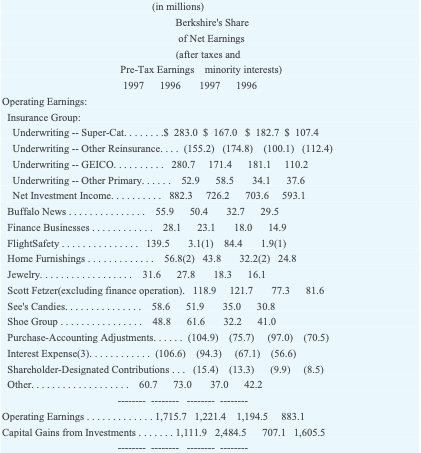 (in millions)
Berkshire's Share
of Net Earnings
(after taxes and
Pre-Tax Earnings minority interests)
1997 1996 1997 1996
Operating Earnings:
Insurance Group:
Underwriting -- Super-Cat. . . . . . . .$ 283.0 $ 167.0 $ 182.7 $ 107.4
Underwriting -- Other Reinsurance. . . . (155.2) (174.8) (100.1) (112.4)
Underwriting -- GEICO. . . . . . . . . . 280.7 171.4 181.1 110.2
Underwriting -- Other Primary. . . . . . 52.9 58.5 34.1 37.6
Net Investment Income. . . . . . . . . . 882.3 726.2 703.6 593.1
Buffalo News . . . . . . . . . . . . . . . 55.9 50.4 32.7 29.5
Finance Businesses . . . . . . . . . . . . 28.1 23.1 18.0 14.9
FlightSafety . . . . . . . . . . . . . . . 139.5 3.1(1) 84.4 1.9(1)
Home Furnishings . . . . . . . . . . . . . 56.8(2) 43.8 32.2(2) 24.8
Jewelry. . . . . . . . . . . . . . . . . . 31.6 27.8 18.3 16.1
Scott Fetzer(excluding finance operation). 118.9 121.7 77.3 81.6
See's Candies. . . . . . . . . . . . . . . 58.6 51.9 35.0 30.8
Shoe Group . . . . . . . . . . . . . . . . 48.8 61.6 32.2 41.0
Purchase-Accounting Adjustments. . . . . . (104.9) (75.7) (97.0) (70.5)
Interest Expense(3). . . . . . . . . . . . (106.6) (94.3) (67.1) (56.6)
Shareholder-Designated Contributions . . . (15.4) (13.3) (9.9) (8.5)
Other. . . . . . . . . . . . . . . . . . . 60.7 73.0 37.0 42.2
-------- -------- -------- --------
Operating Earnings . . . . . . . . . . . . . 1,715.7 1,221.4 1,194.5 883.1
Capital Gains from Investments . . . . . . . 1,111.9 2,484.5 707.1 1,605.5
-------- -------- -------- --------